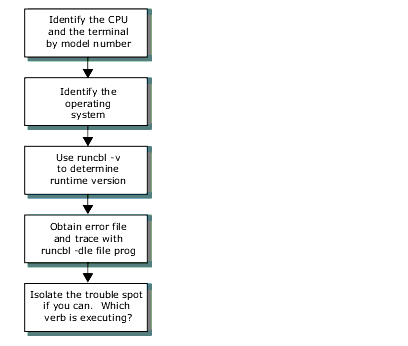 Identify the CPU
and the terminal
by model number
Identify the
operating
system
Use runcbl -v
to determine
runtime version
Obtain error file
and trace with
runcbl -dle file prog
Isolate the trouble spot
if you can.  Which
verb is executing?